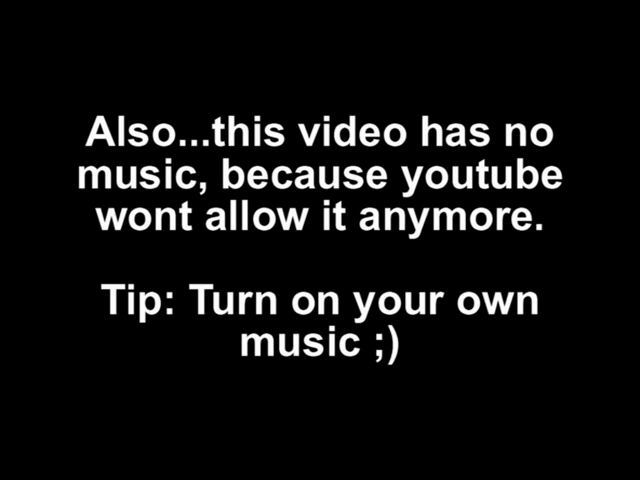 Also...this video has no
music, because youtube
wont allow it anymore.
Tip: Turn on your own
music ;)